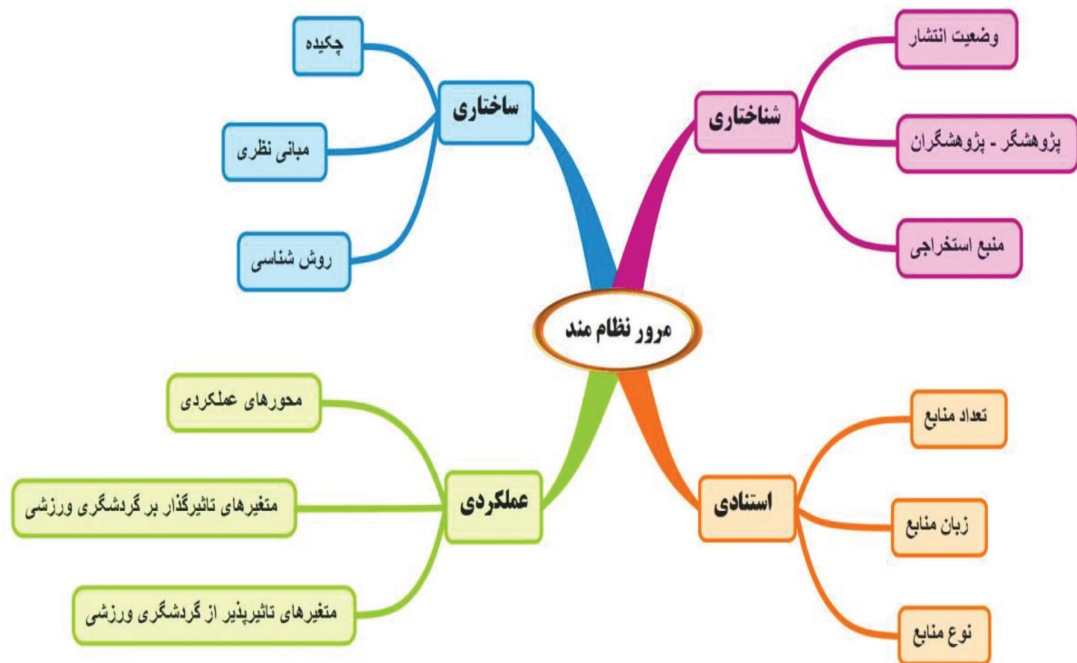 مرور نظام مند
شناختاری
وضعیت انتشار
پژوهشگر - پژوهشگران
منبع استخراجی
ساختاری
چکیده
مبانی نظری
روش شناسی
استنادی
تعداد منابع
زبان منابع
نوع منابع
عملکردی
محورهای عملکردی
متغیرهای تاثیرگذار بر گردشگری ورزشی
متغیرهای تاثیرپذیر از گردشگری ورزشی